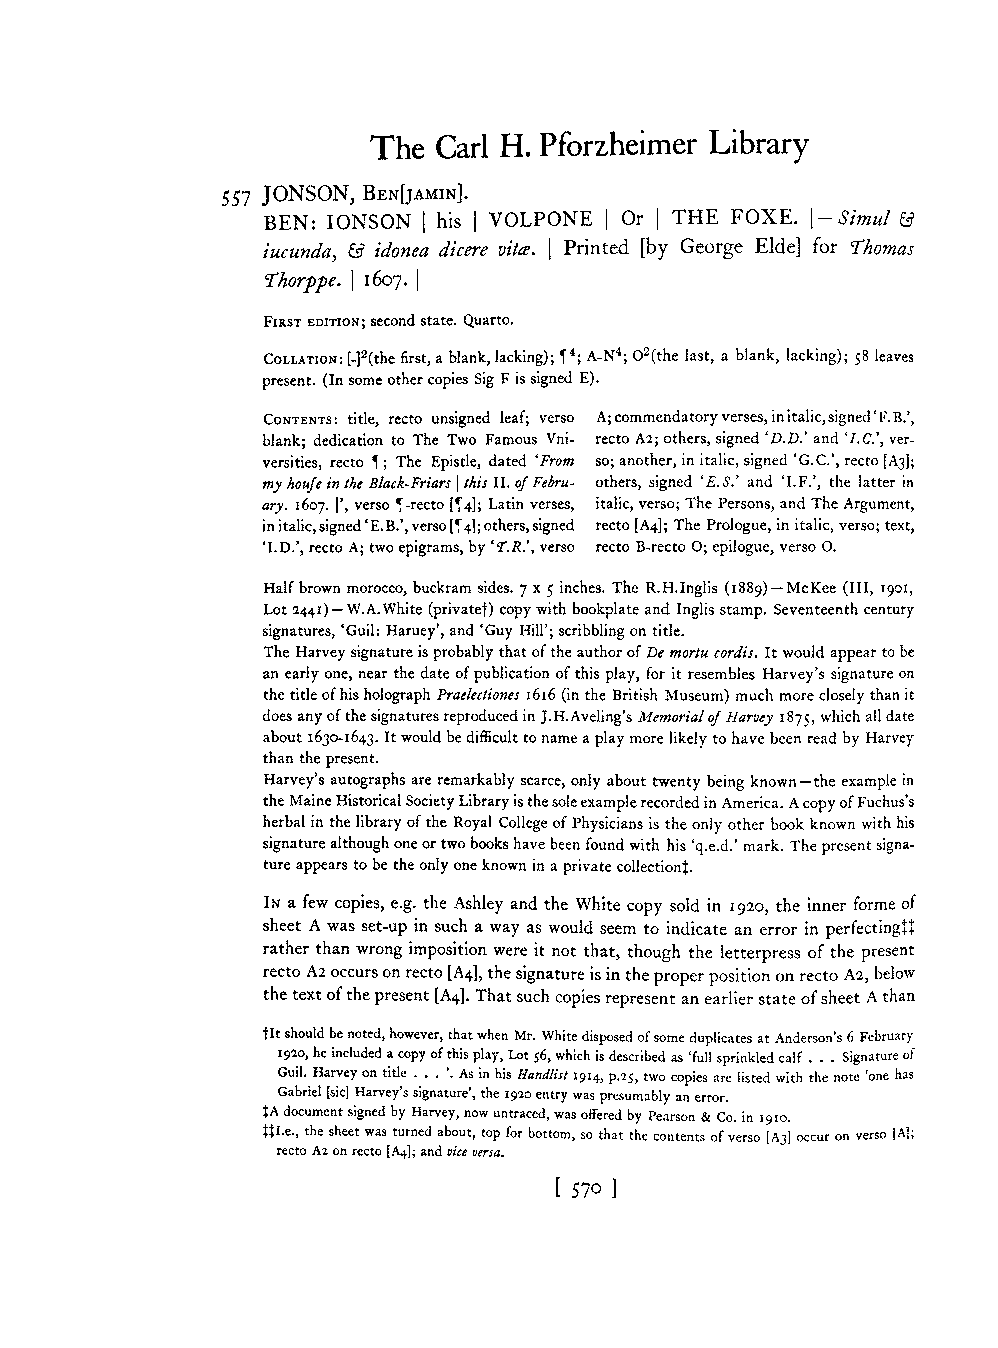 The Carl H. Pforzheimer Library
557 JONSON, BEN[JAMIN].
BEN: IONSON | his | VOLPONE | Or | THE FOXE. |— Simul &
iucunda, & idonea dicere vitæ. | Printed [by George Elde] for Thomas
Thorppe. | 1607. |
FIRST EDITION; second state. Quarto.
COLLATION: [-]²(the first, a blank, lacking); ¶⁴; A-N⁴; O²(the last, a blank, lacking); 58 leaves
present. (In some other copies Sig F is signed E).
CONTENTS: title, recto unsigned leaf; verso
blank; dedication to The Two Famous Vni-
versities, recto ¶; The Epistle, dated ‘From
my houſe in the Black-Friars | this II. of Febru-
ary. 1607. |’, verso ¶-recto [¶4]; Latin verses,
in italic, signed ‘E.B.’, verso [¶4]; others, signed
‘I.D.’, recto A; two epigrams, by ‘T.R.’, verso
A; commendatory verses, in italic, signed ‘F.B.’,
recto A2; others, signed ‘D.D.’ and ‘I.C.’, ver-
so; another, in italic, signed ‘G.C.’, recto [A3];
others, signed ‘E.S.’ and ‘I.F.’, the latter in
italic, verso; The Persons, and The Argument,
recto [A4]; The Prologue, in italic, verso; text,
recto B-recto O; epilogue, verso O.
Half brown morocco, buckram sides. 7 x 5 inches. The R.H.Inglis (1889)—McKee (III, 1901,
Lot 2441)—W.A.White (private†) copy with bookplate and Inglis stamp. Seventeenth century
signatures, ‘Guil: Haruey’, and ‘Guy Hill’; scribbling on title.
The Harvey signature is probably that of the author of De mortu cordis. It would appear to be
an early one, near the date of publication of this play, for it resembles Harvey’s signature on
the title of his holograph Praelectiones 1616 (in the British Museum) much more closely than it
does any of the signatures reproduced in J.H.Aveling’s Memorial of Harvey 1875, which all date
about 1630-1643. It would be difficult to name a play more likely to have been read by Harvey
than the present.
Harvey’s autographs are remarkably scarce, only about twenty being known—the example in
the Maine Historical Society Library is the sole example recorded in America. A copy of Fuchus’s
herbal in the library of the Royal College of Physicians is the only other book known with his
signature although one or two books have been found with his ‘q.e.d.’ mark. The present signa-
ture appears to be the only one known in a private collection‡.
IN a few copies, e.g. the Ashley and the White copy sold in 1920, the inner forme of
sheet A was set-up in such a way as would seem to indicate an error in perfecting‡‡
rather than wrong imposition were it not that, though the letterpress of the present
recto A2 occurs on recto [A4], the signature is in the proper position on recto A2, below
the text of the present [A4]. That such copies represent an earlier state of sheet A than
†It should be noted, however, that when Mr. White disposed of some duplicates at Anderson’s 6 February
1920, he included a copy of this play, Lot 56, which is described as ‘full sprinkled calf . . . Signature of
Guil. Harvey on title . . . ’. As in his Handlist 1914, p.25, two copies are listed with the note ‘one has
Gabriel [sic] Harvey’s signature’, the 1920 entry was presumably an error.
‡A document signed by Harvey, now untraced, was offered by Pearson & Co. in 1910.
‡‡I.e., the sheet was turned about, top for bottom, so that the contents of verso [A3] occur on verso [A];
recto A2 on recto [A4]; and vice versa.
[ 570 ]